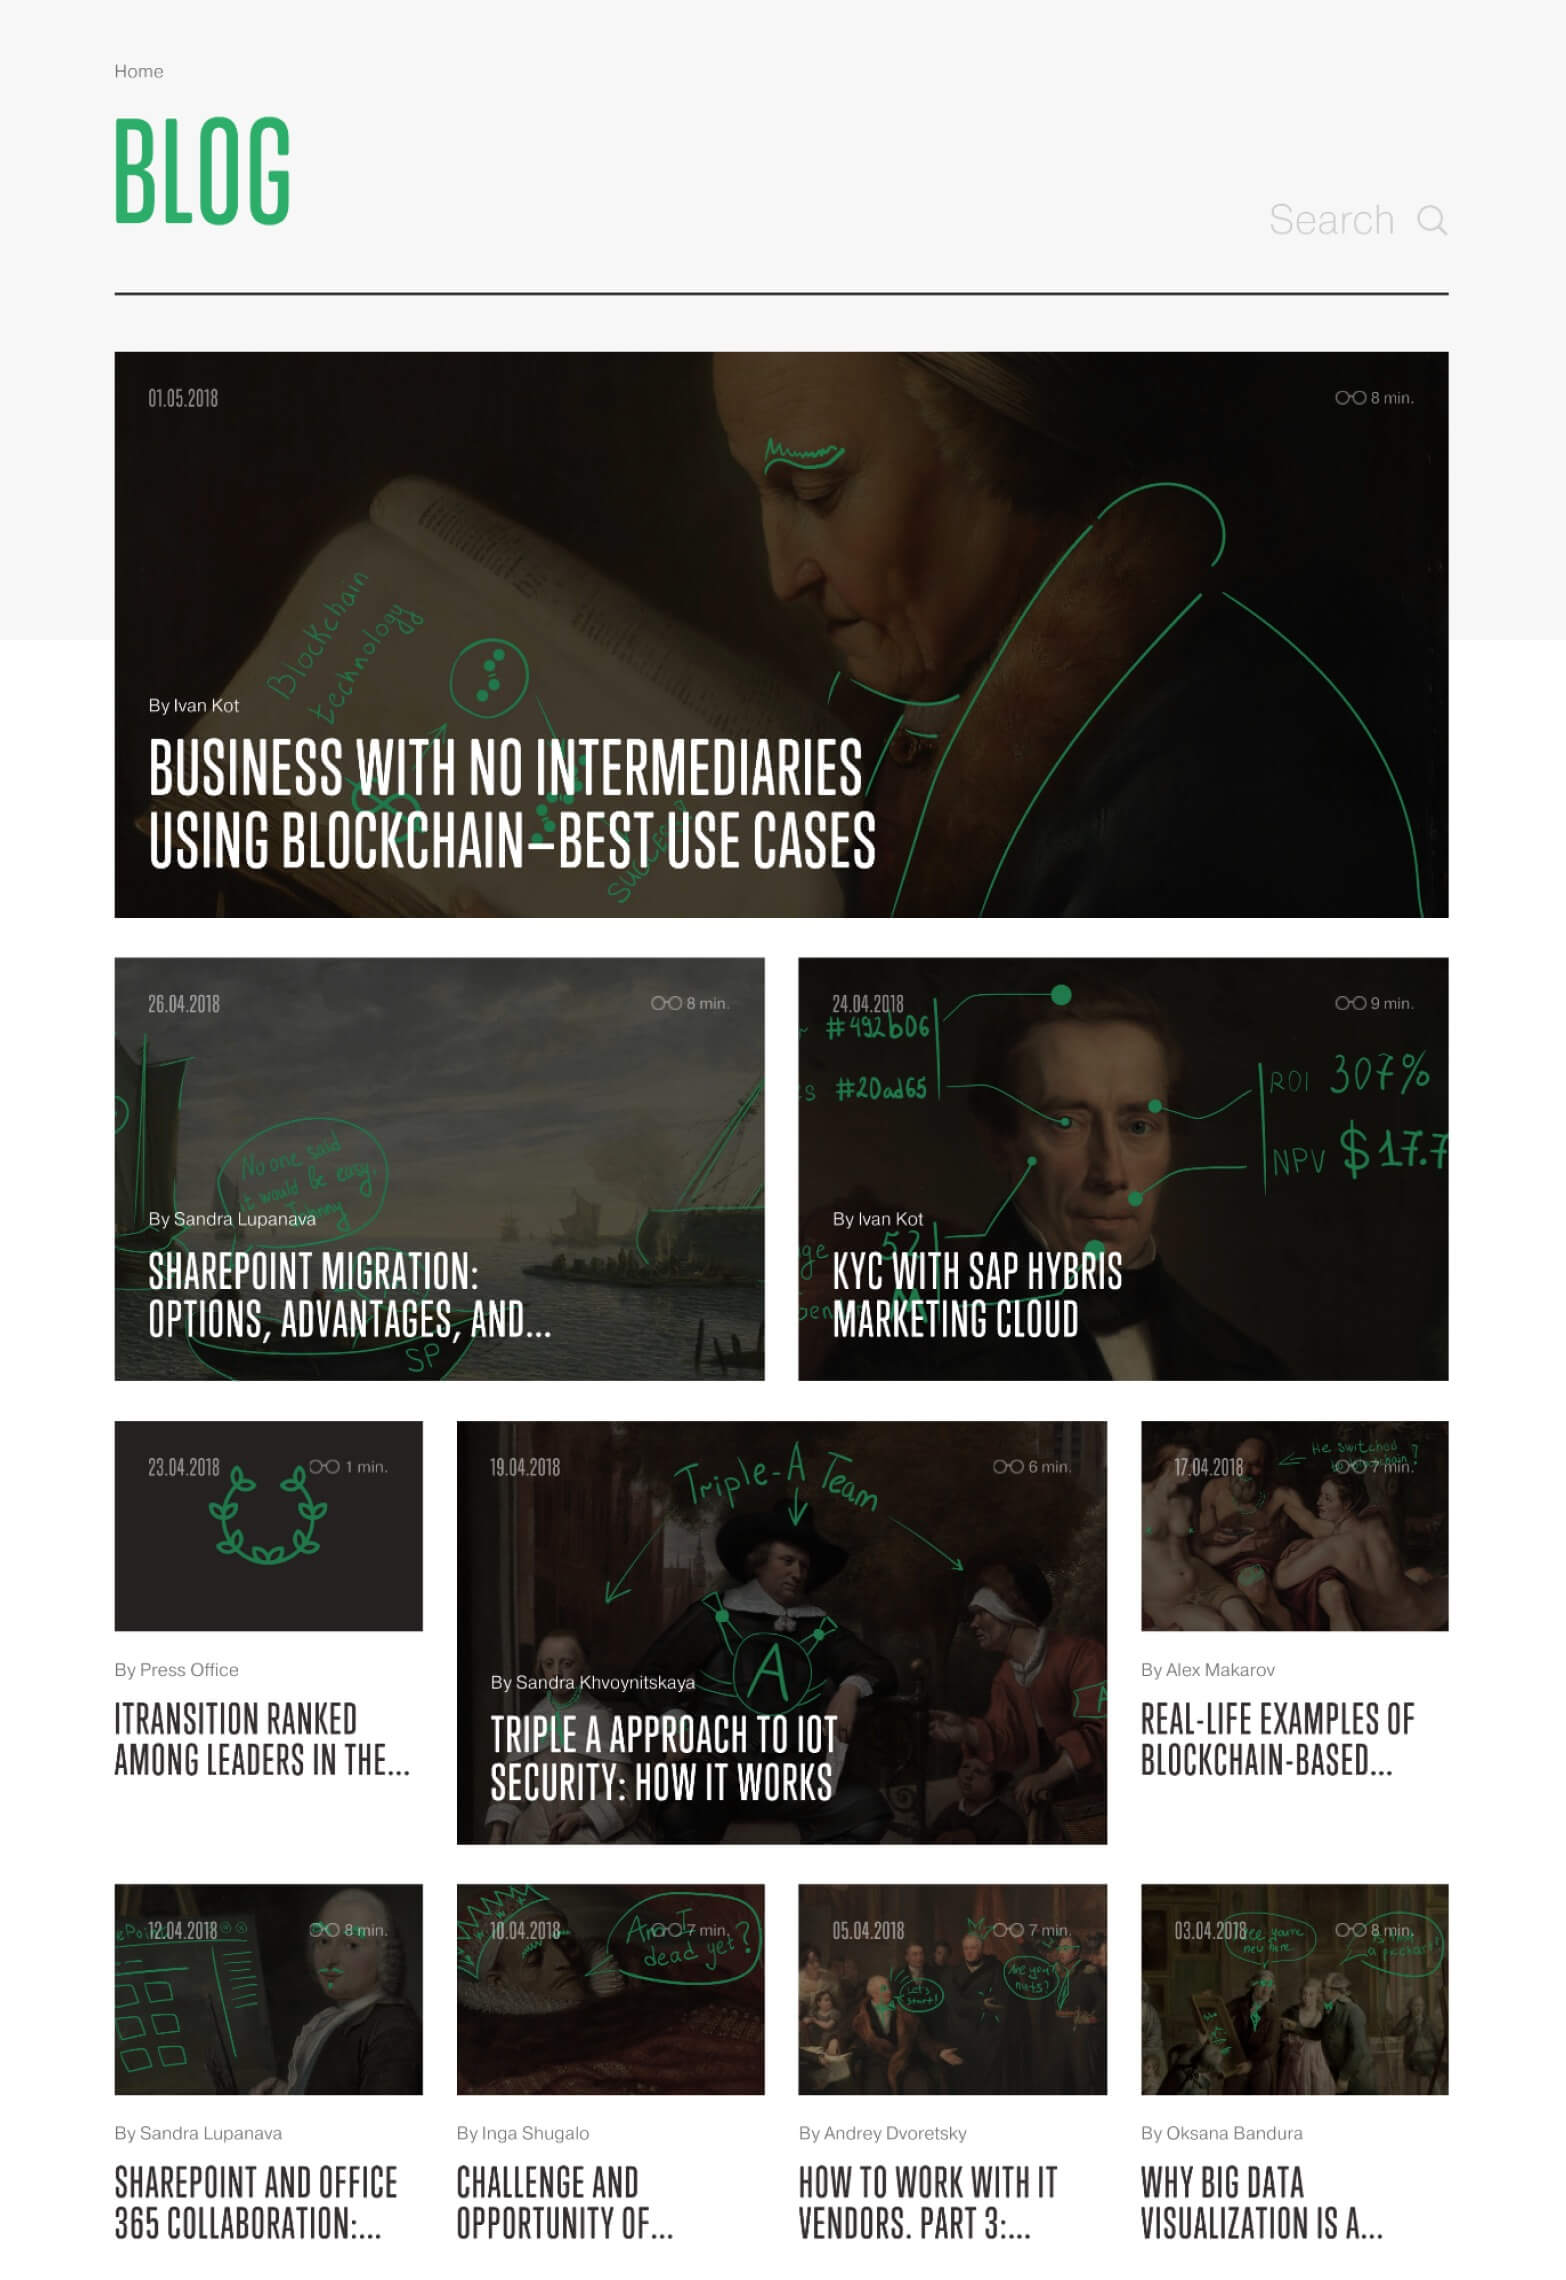 Home
BLOG
Search
01.05.2018
8 min.
Blockchain
technology
$
success?
By Ivan Kot
BUSINESS WITH NO INTERMEDIARIES
USING BLOCKCHAIN–BEST USE CASES
26.04.2018
8 min.
No one said
it would be easy,
Johnny
By Sandra Lupanava
SHAREPOINT MIGRATION:
OPTIONS, ADVANTAGES, AND...
SP
24.04.2018
9 min.
#492b06
s #20ad65
ROI 307%
NPV $17.7
By Ivan Kot
ge 52
KYC WITH SAP HYBRIS
MARKETING CLOUD
M
23.04.2018
1 min.
By Press Office
ITRANSITION RANKED
AMONG LEADERS IN THE...
19.04.2018
6 min.
Triple-A Team
A
A
By Sandra Khvoynitskaya
TRIPLE A APPROACH TO IOT
SECURITY: HOW IT WORKS
17.04.2018
7 min.
He switched
to blockchain?
By Alex Makarov
REAL-LIFE EXAMPLES OF
BLOCKCHAIN-BASED...
12.04.2018
8 min.
By Sandra Lupanava
SHAREPOINT AND OFFICE
365 COLLABORATION:...
10.04.2018
7 min.
Am I
dead yet?
By Inga Shugalo
CHALLENGE AND
OPPORTUNITY OF...
05.04.2018
7 min.
Let's
start!
Are you
nuts?
By Andrey Dvoretsky
HOW TO WORK WITH IT
VENDORS. PART 3:...
03.04.2018
8 min.
you're
new here
By Oksana Bandura
WHY BIG DATA
VISUALIZATION IS A...